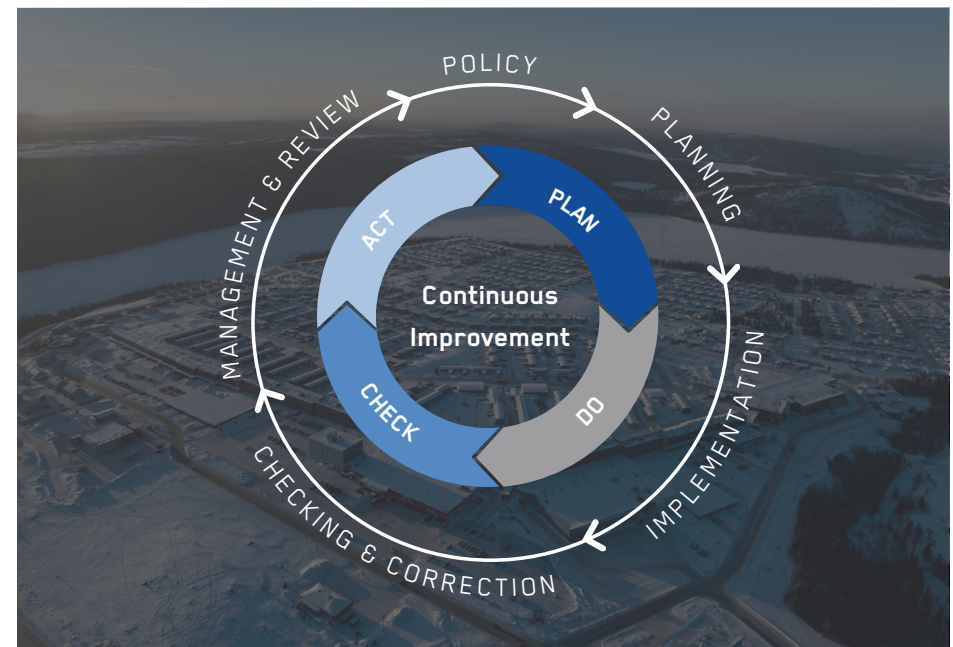 POLICY
PLANNING
IMPLEMENTATION
CHECKING & CORRECTION
MANAGEMENT & REVIEW
PLAN
DO
CHECK
ACT
Continuous
Improvement